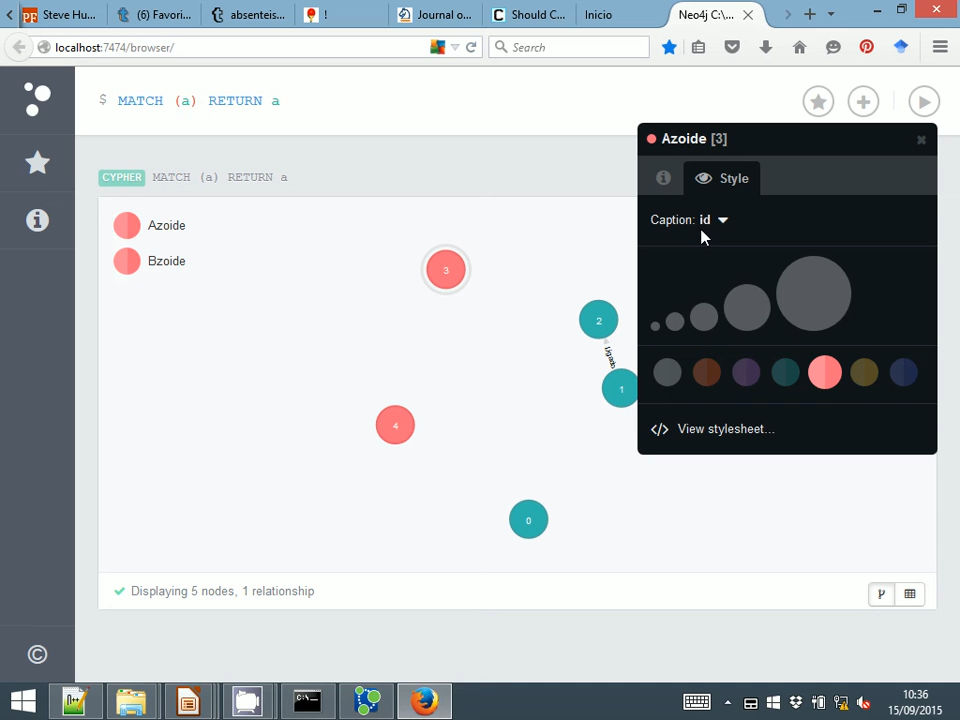 Steve Hu...
(6) Favori...
absenteis...
!
Journal o...
Should C...
Inicio
Neo4j C:\...
localhost:7474/browser/
Search
$ MATCH (a) RETURN a
Azoide [3]
CYPHER MATCH (a) RETURN a
Style
Caption: id
Azoide
Bzoide
3
2
Ligado
1
4
0
</> View stylesheet...
Displaying 5 nodes, 1 relationship
©
10:36
15/09/2015